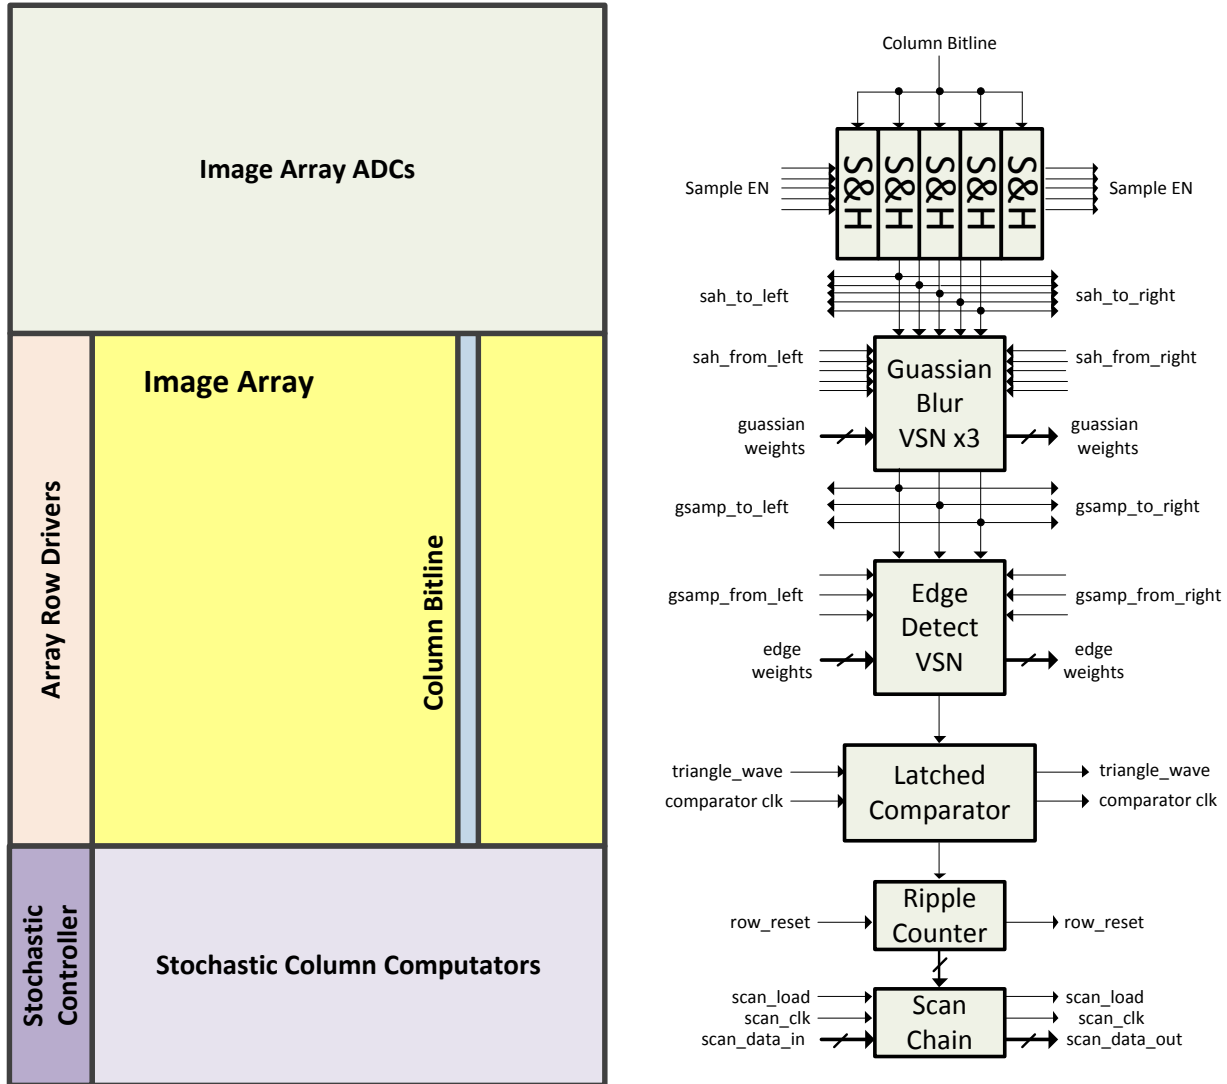 Image Array ADCs
Image Array
Array Row Drivers
Column Bitline
Stochastic
Controller
Stochastic Column Computators
Column Bitline
Sample EN
S&H
S&H
S&H
S&H
S&H
Sample EN
sah_to_left
sah_to_right
sah_from_left
sah_from_right
Guassian
Blur
VSN x3
guassian
weights
guassian
weights
gsamp_to_left
gsamp_to_right
gsamp_from_left
gsamp_from_right
Edge
Detect
VSN
edge
weights
edge
weights
triangle_wave
comparator clk
Latched
Comparator
triangle_wave
comparator clk
row_reset
Ripple
Counter
row_reset
scan_load
scan_clk
scan_data_in
Scan
Chain
scan_load
scan_clk
scan_data_out